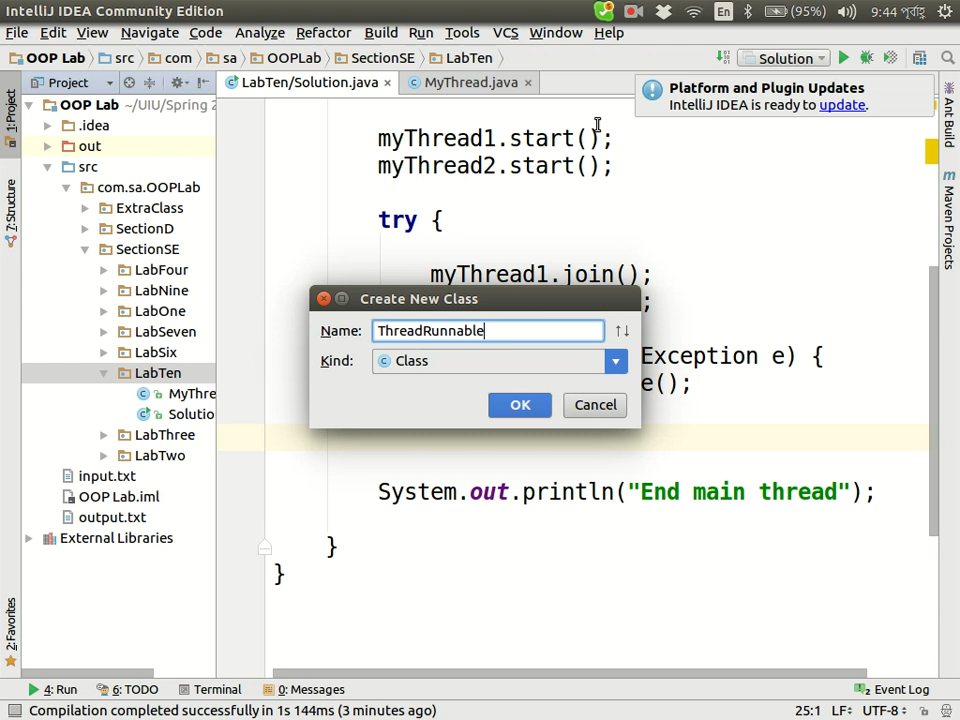 IntelliJ IDEA Community Edition
En
(95%)
9:44 পূর্বাহ্ণ
File Edit View Navigate Code Analyze Refactor Build Run Tools VCS Window Help
OOP Lab src com sa OOPLab SectionSE LabTen
Solution
Project
LabTen/Solution.java
MyThread.java
Platform and Plugin Updates
IntelliJ IDEA is ready to update.
1: Project
7: Structure
2: Favorites
OOP Lab ~/UIU/Spring 2
.idea
out
src
com.sa.OOPLab
ExtraClass
SectionD
SectionSE
LabFour
LabNine
LabOne
LabSeven
LabSix
LabTen
MyThre
Solutio
LabThree
LabTwo
input.txt
OOP Lab.iml
output.txt
External Libraries
myThread1.start();
myThread2.start();
try {
myThread1.join();
;
Exception e) {
e();
System.out.println("End main thread");
}
}
Create New Class
Name: ThreadRunnable
Kind: Class
OK Cancel
Ant Build
Maven Projects
4: Run 6: TODO Terminal 0: Messages Event Log
Compilation completed successfully in 1s 144ms (3 minutes ago)
25:1 LF UTF-8